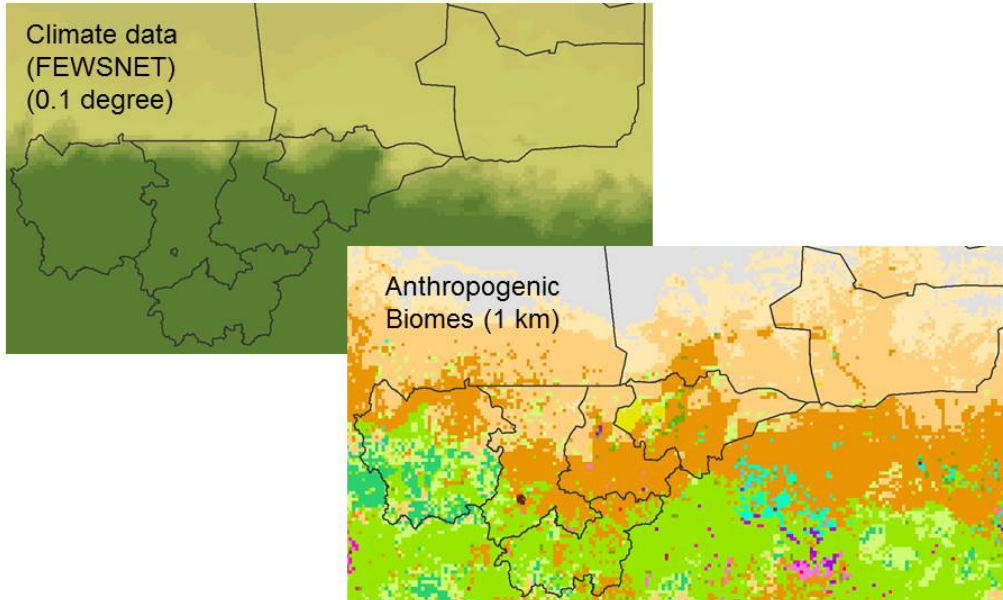 Climate data
(FEWSNET)
(0.1 degree)
Anthropogenic
Biomes (1 km)